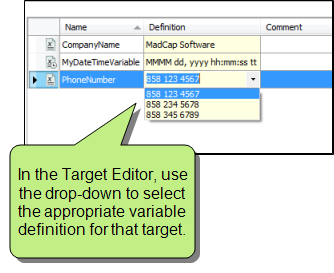 Name Definition Comment
CompanyName MadCap Software
MyDateTimeVariable MMMM dd, yyyy hh:mm:ss tt
PhoneNumber 858 123 4567
858 123 4567
858 234 5678
858 345 6789
In the Target Editor, use
the drop-down to select
the appropriate variable
definition for that target.